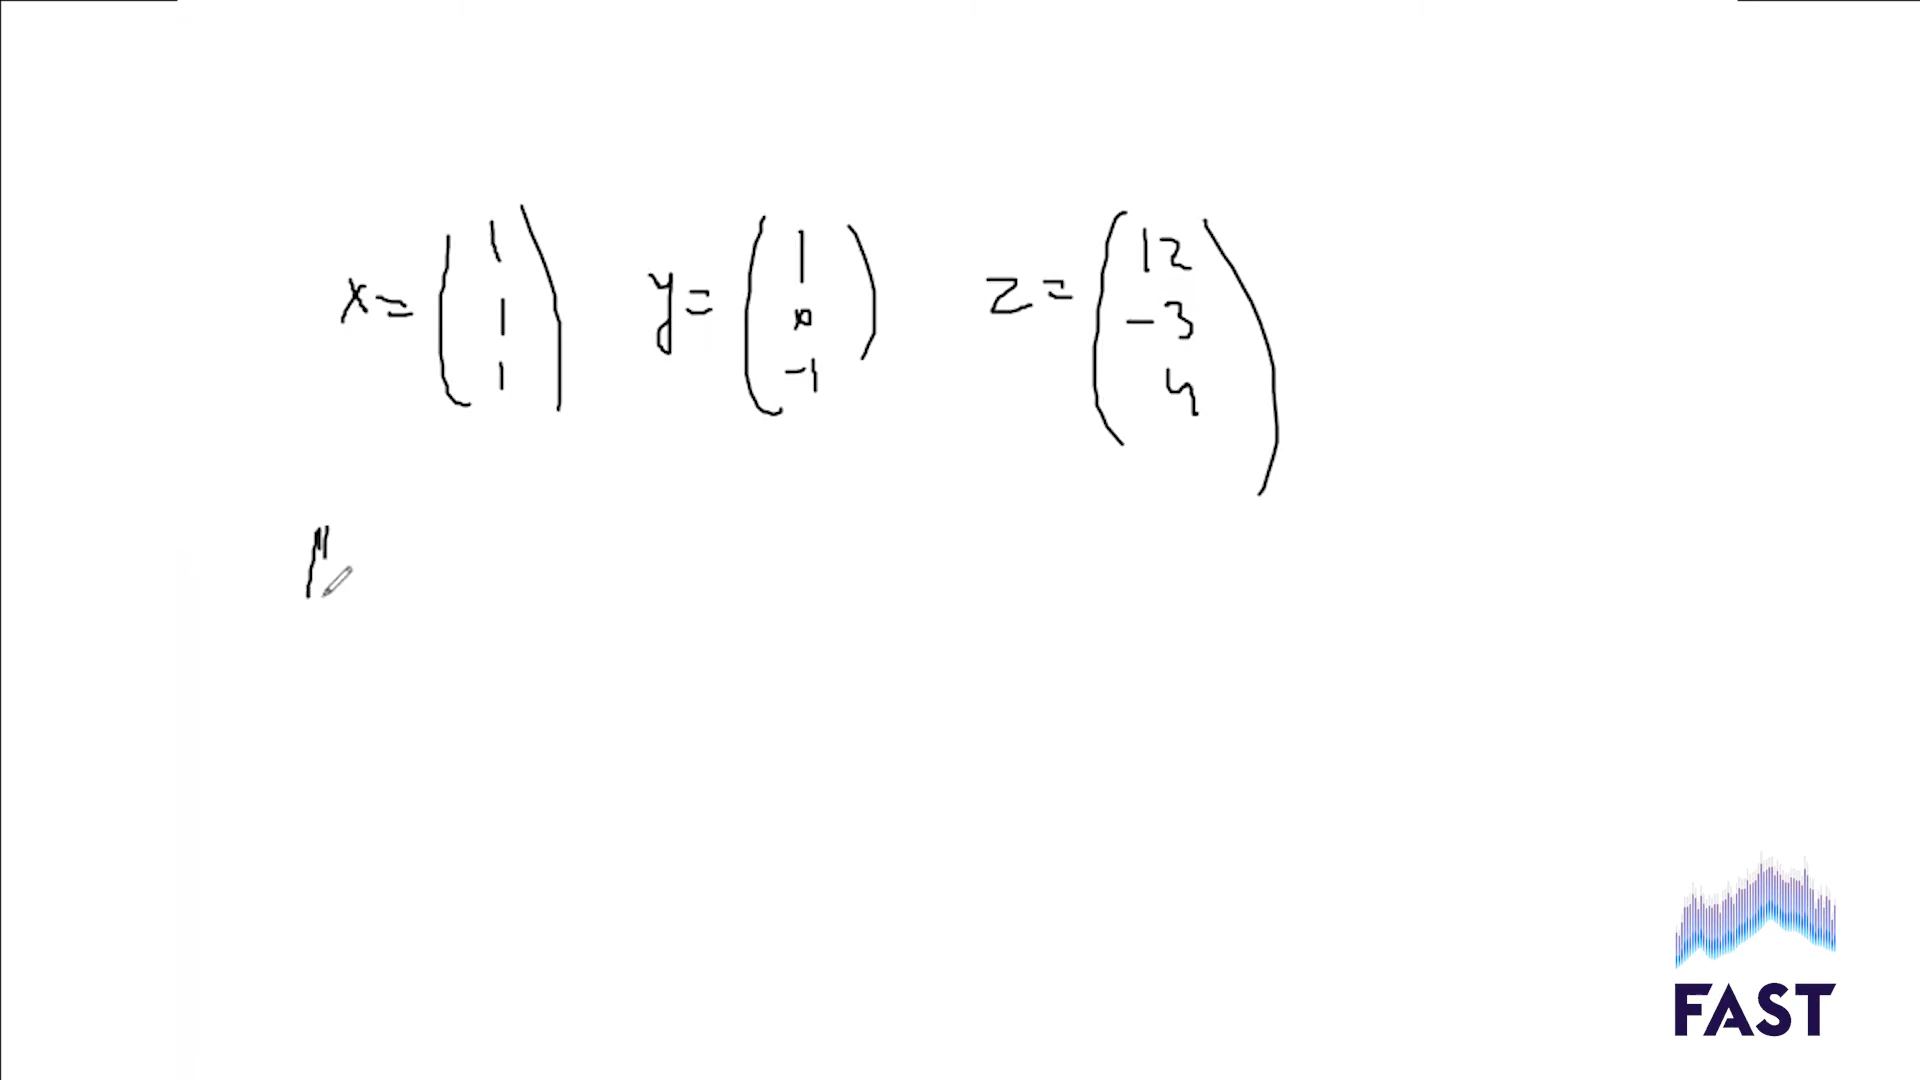 x = ( 1 y = ( 1 z = ( 12
1 0 -3
1 ) -1 ) 4 )
FAST